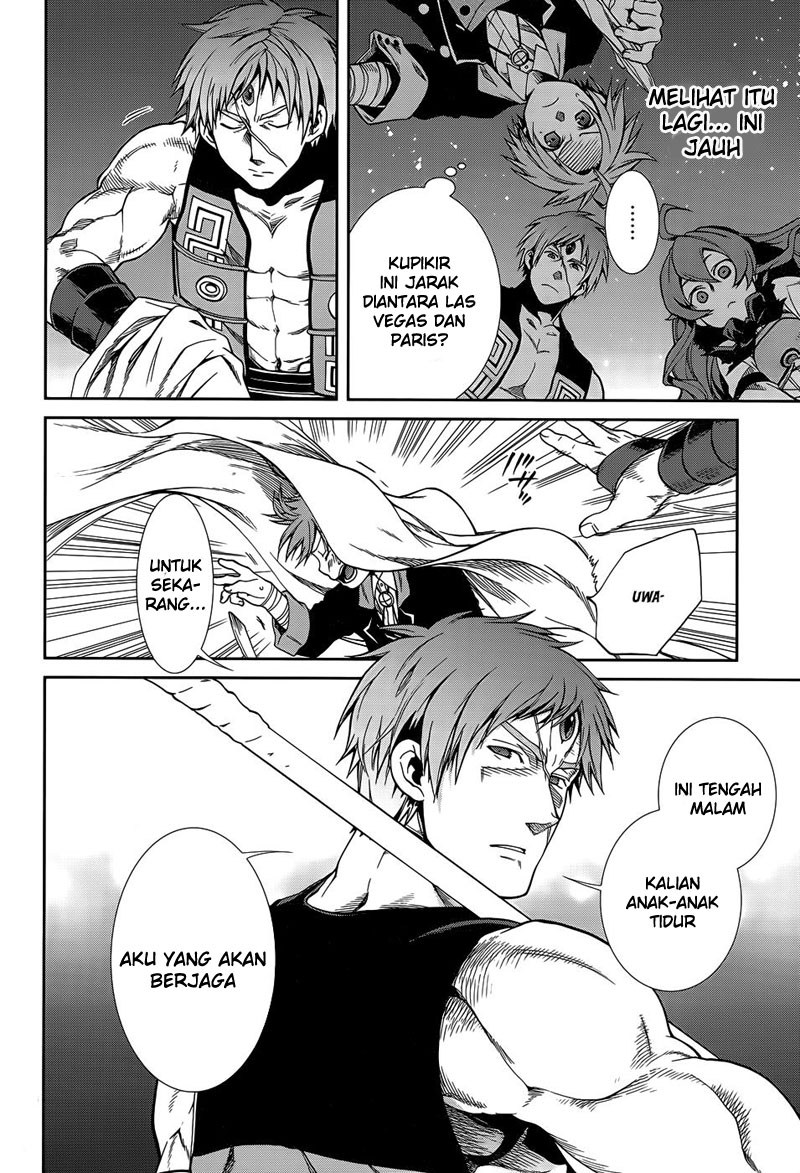 MELIHAT ITU
LAGI... INI
JAUH
......
KUPIKIR
INI JARAK
DIANTARA LAS
VEGAS DAN
PARIS?
UWA-
UNTUK
SEKA-
RANG...
INI TENGAH
MALAM
KALIAN
ANAK-ANAK
TIDUR
AKU YANG AKAN
BERJAGA